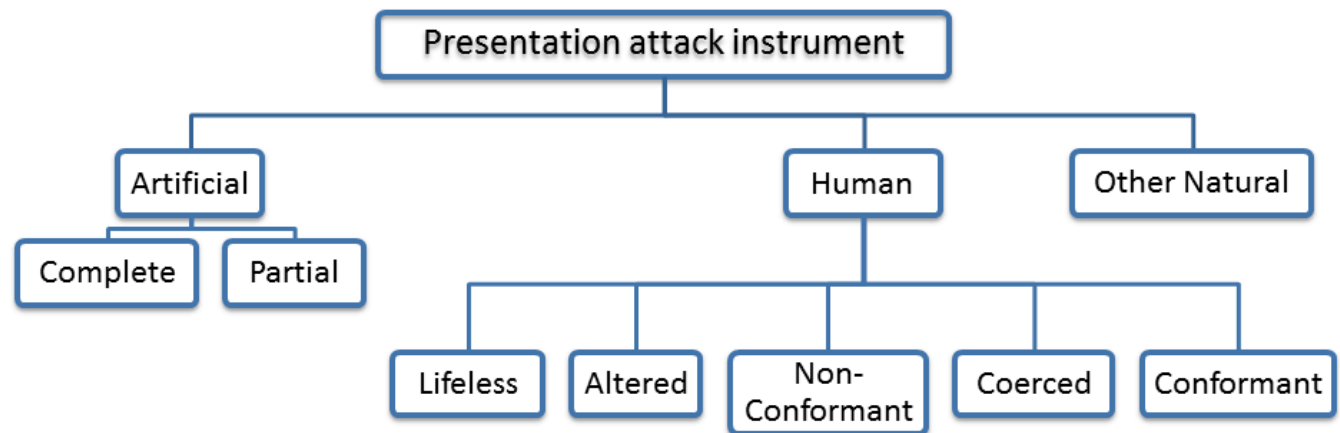 Presentation attack instrument
Artificial
Human
Other Natural
Complete
Partial
Lifeless
Altered
Non-
Conformant
Coerced
Conformant